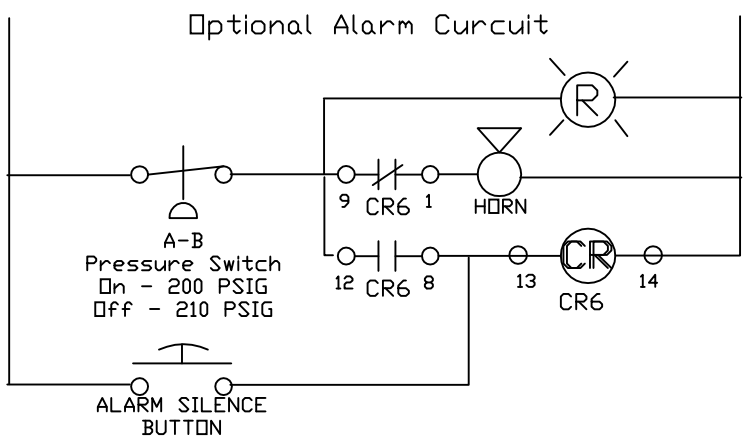 Optional Alarm Curcuit
R
9
CR6
1
HORN
A-B
Pressure Switch
On - 200 PSIG
Off - 210 PSIG
12
CR6
8
13
CR
14
CR6
ALARM SILENCE
BUTTON